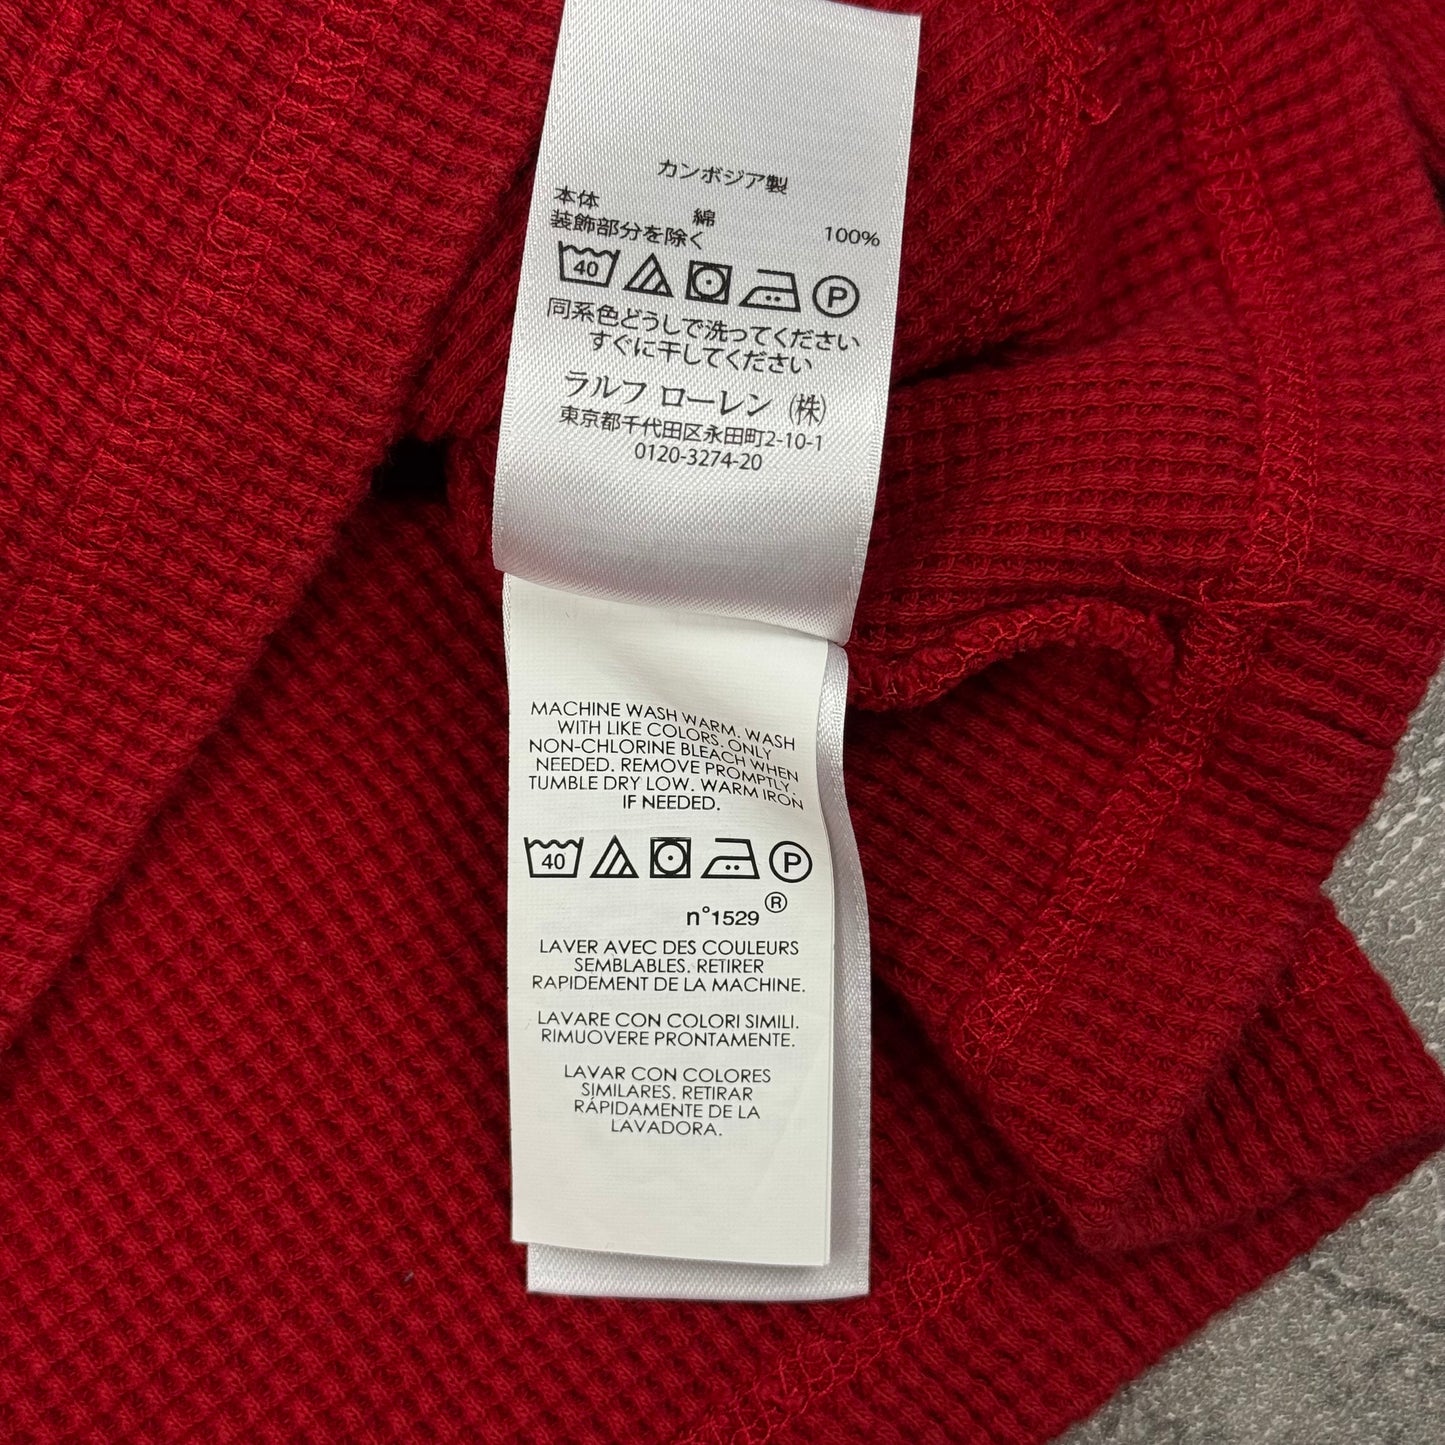 カンボジア製
本体
装飾部分を除く 綿 100%
40 P
同系色どうしで洗ってください
すぐに干してください
ラルフ ローレン (株)
東京都千代田区永田町2-10-1
0120-3274-20
MACHINE WASH WARM. WASH
WITH LIKE COLORS. ONLY
NON-CHLORINE BLEACH WHEN
NEEDED. REMOVE PROMPTLY.
TUMBLE DRY LOW. WARM IRON
IF NEEDED.
40 P
n°1529 ®
LAVER AVEC DES COULEURS
SEMBLABLES. RETIRER
RAPIDEMENT DE LA MACHINE.
LAVARE CON COLORI SIMILI.
RIMUOVERE PRONTAMENTE.
LAVAR CON COLORES
SIMILARES. RETIRAR
RÁPIDAMENTE DE LA
LAVADORA.